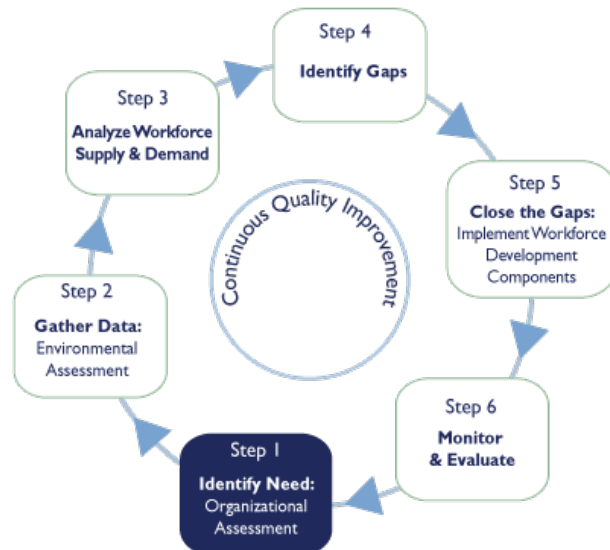 Step 1
Identify Need:
Organizational
Assessment
Step 2
Gather Data:
Environmental
Assessment
Step 3
Analyze Workforce
Supply & Demand
Step 4
Identify Gaps
Step 5
Close the Gaps:
Implement Workforce
Development
Components
Step 6
Monitor
& Evaluate
Continuous Quality Improvement